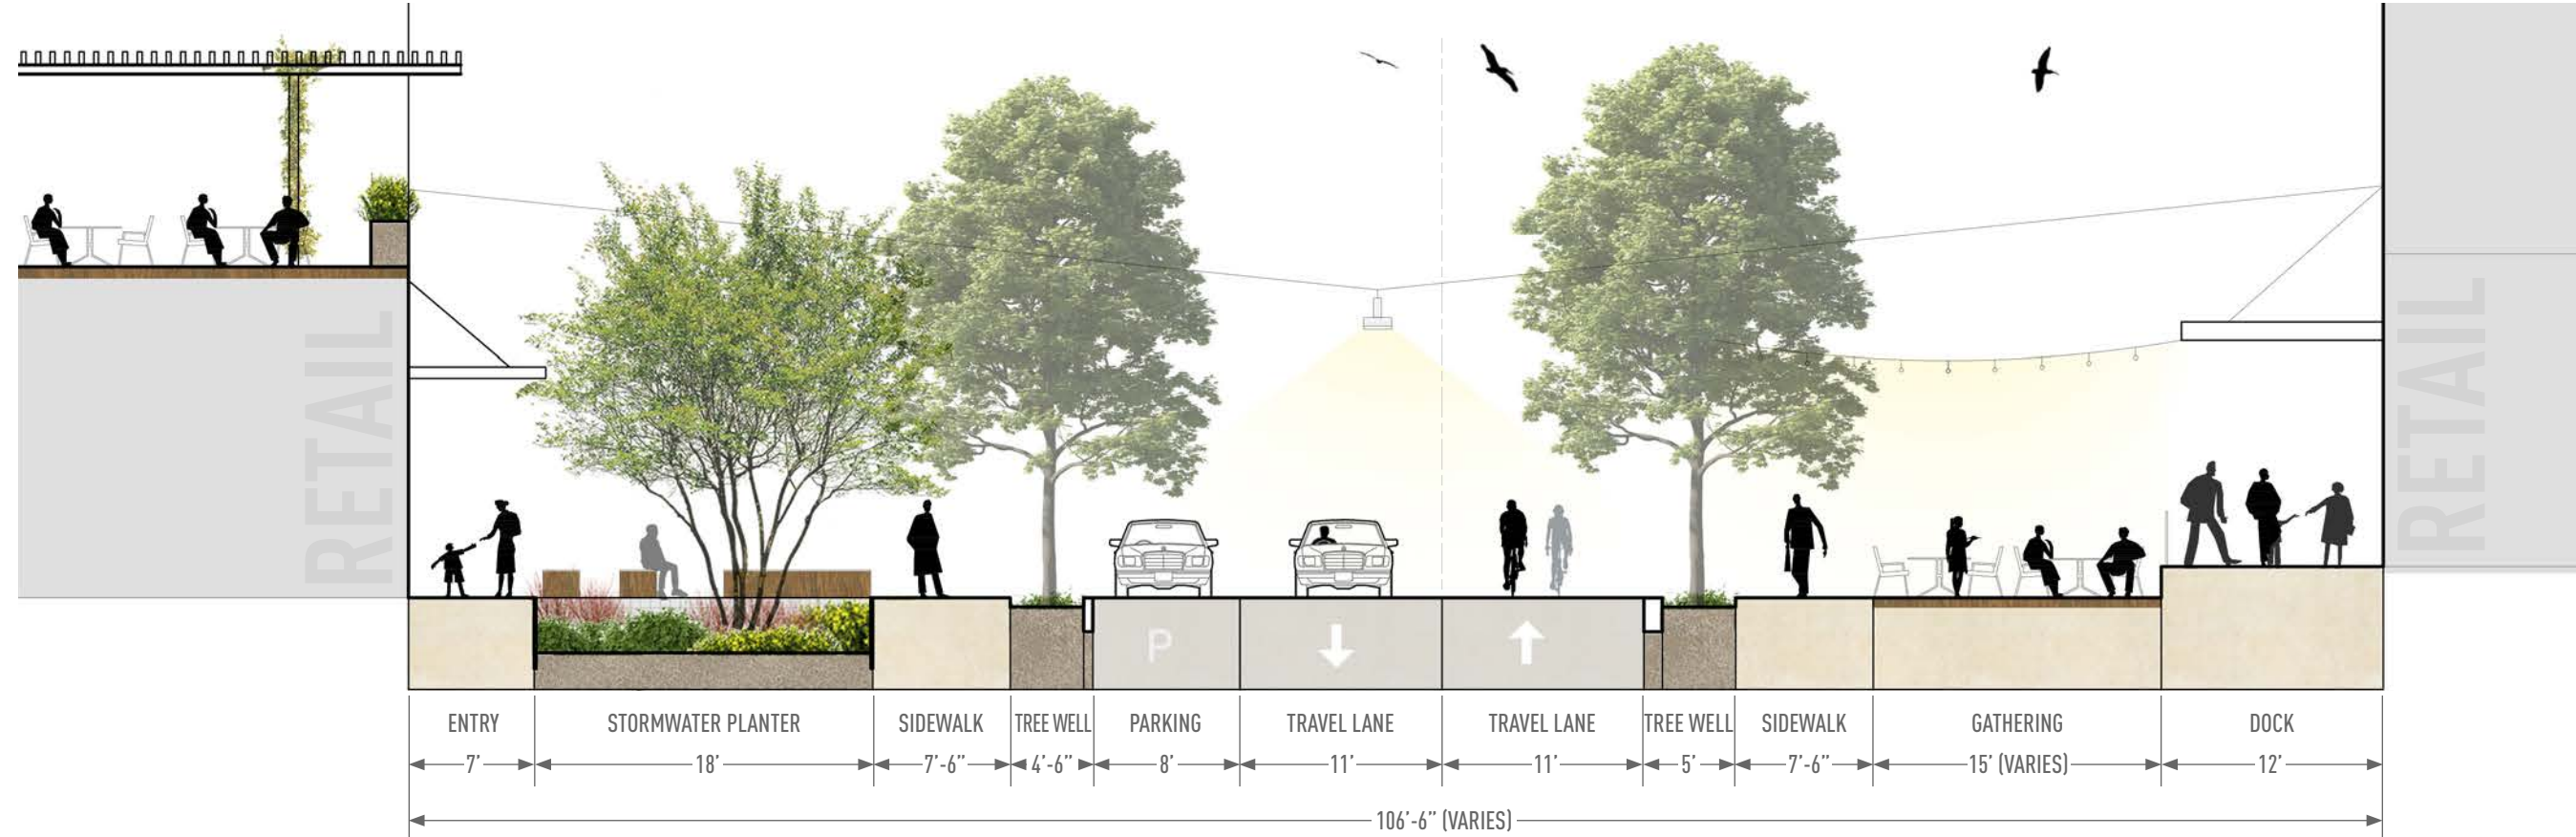 RETAIL
RETAIL
P
ENTRY STORMWATER PLANTER SIDEWALK TREE WELL PARKING TRAVEL LANE TRAVEL LANE TREE WELL SIDEWALK GATHERING DOCK
7' 18' 7'-6" 4'-6" 8' 11' 11' 5' 7'-6" 15' (VARIES) 12'
106'-6" (VARIES)